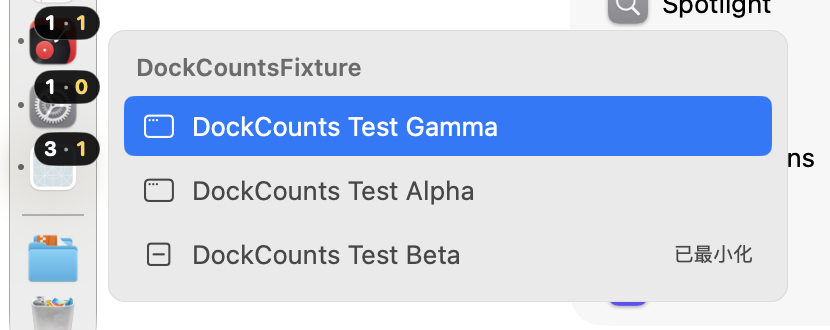 Spotlight
1 · 1
DockCountsFixture
1 · 0
DockCounts Test Gamma
3 · 1
ns
DockCounts Test Alpha
DockCounts Test Beta 已最小化